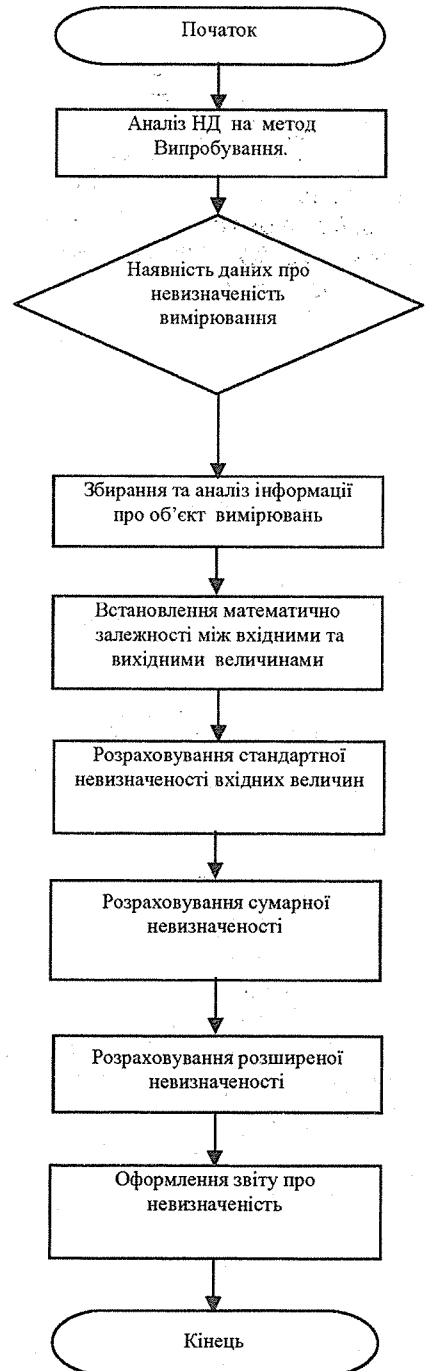 Початок
Аналіз НД на метод
Випробування.
Наявність даних про
невизначеність
вимірювання
Збирання та аналіз інформації
про об’єкт вимірювань
Встановлення математично
залежності між вхідними та
вихідними величинами
Розраховування стандартної
невизначеності вхідних величин
Розраховування сумарної
невизначеності
Розраховування розширеної
невизначеності
Оформлення звіту про
невизначеність
Кінець